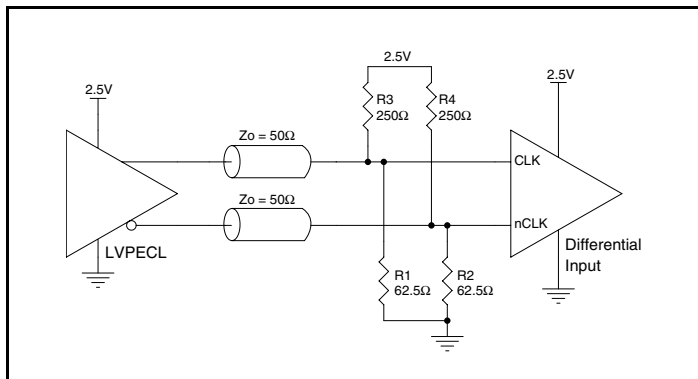 2.5V
2.5V
2.5V
R3
250Ω
R4
250Ω
Zo = 50Ω
CLK
Zo = 50Ω
nCLK
LVPECL
Differential
Input
R1
62.5Ω
R2
62.5Ω